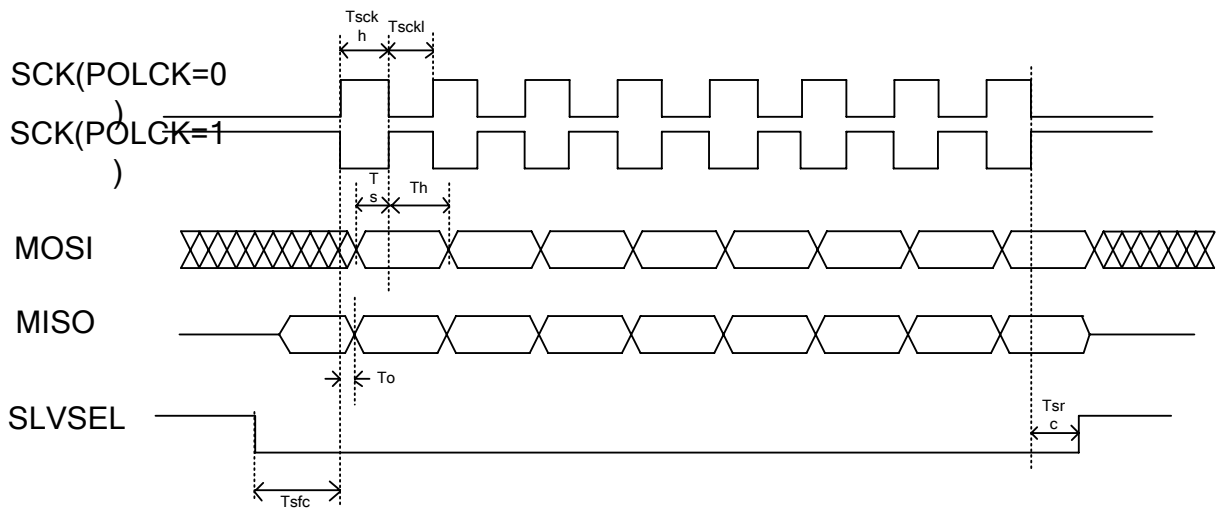 Tsck
h
Tsckl
SCK(POLCK=0
)
SCK(POLCK=1
)
T
s
Th
MOSI
MISO
To
SLVSEL
Tsr
c
Tsfc